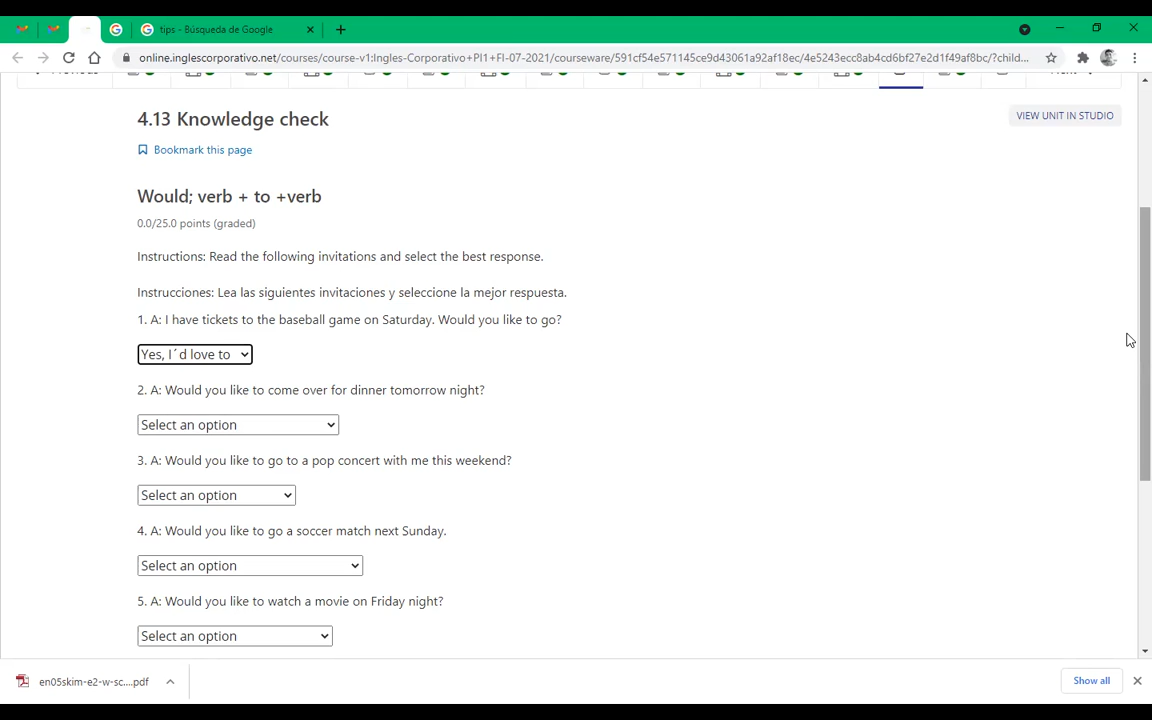 tips - Búsqueda de Google
online.inglescorporativo.net/courses/course-v1:Ingles-Corporativo+PI1+FI-07-2021/courseware/591cf54e571145ce9d43061a92af18ec/4e5243ecc8ab4cd6bf27e2d1f49af8bc/?child...
4.13 Knowledge check
VIEW UNIT IN STUDIO
Bookmark this page
Would; verb + to +verb
0.0/25.0 points (graded)
Instructions: Read the following invitations and select the best response.
Instrucciones: Lea las siguientes invitaciones y seleccione la mejor respuesta.
1. A: I have tickets to the baseball game on Saturday. Would you like to go?
Yes, I´d love to
2. A: Would you like to come over for dinner tomorrow night?
Select an option
3. A: Would you like to go to a pop concert with me this weekend?
Select an option
4. A: Would you like to go a soccer match next Sunday.
Select an option
5. A: Would you like to watch a movie on Friday night?
Select an option
en05skim-e2-w-sc....pdf
Show all